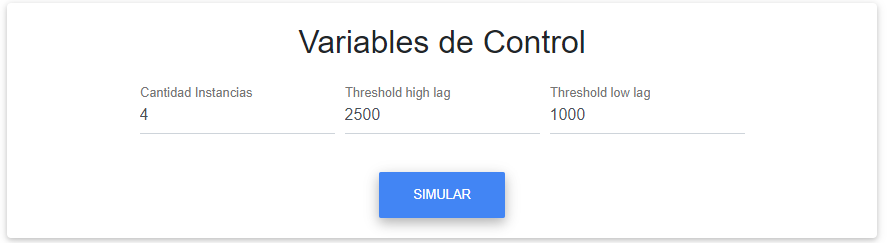 Variables de Control
Cantidad Instancias Threshold high lag Threshold low lag
4 2500 1000
SIMULAR